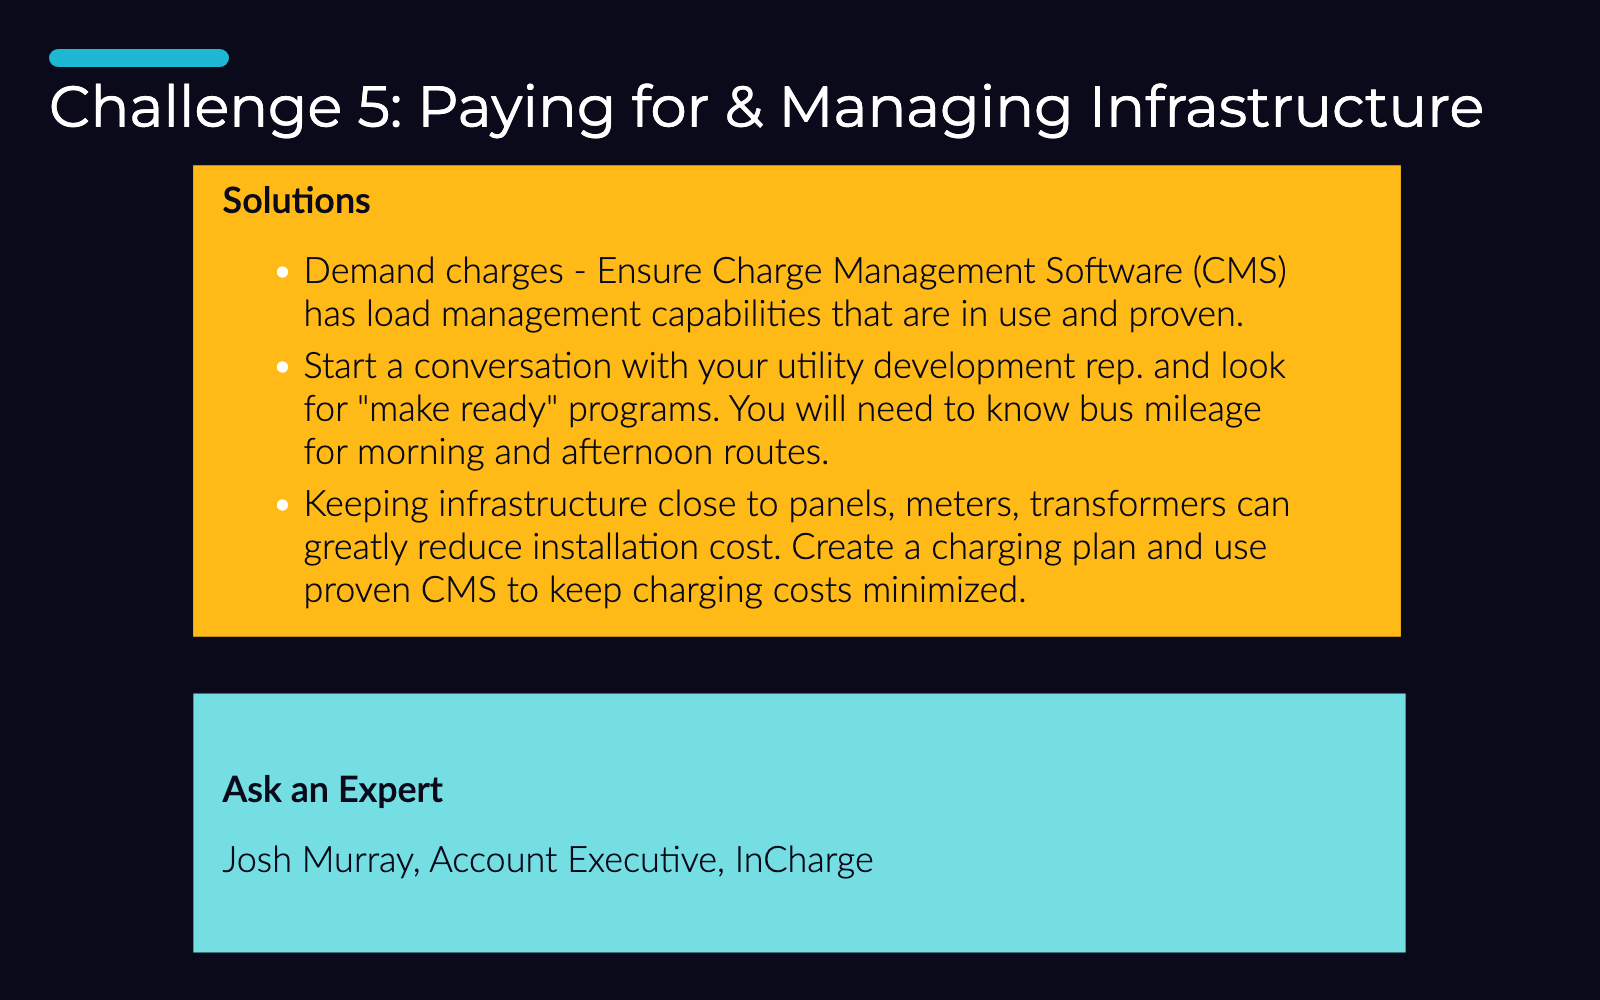 Challenge 5: Paying for & Managing Infrastructure
Solutions
• Demand charges - Ensure Charge Management Software (CMS)
has load management capabilities that are in use and proven.
• Start a conversation with your utility development rep. and look
for "make ready" programs. You will need to know bus mileage
for morning and afternoon routes.
• Keeping infrastructure close to panels, meters, transformers can
greatly reduce installation cost. Create a charging plan and use
proven CMS to keep charging costs minimized.
Ask an Expert
Josh Murray, Account Executive, InCharge